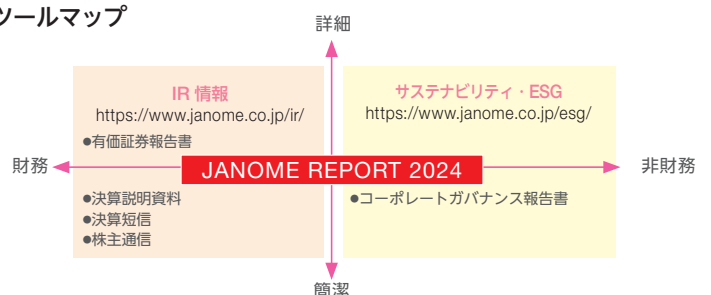 ツールマップ
詳細
IR 情報
https://www.janome.co.jp/ir/
●有価証券報告書
サステナビリティ・ESG
https://www.janome.co.jp/esg/
財務
JANOME REPORT 2024
非財務
●決算説明資料
●決算短信
●株主通信
●コーポレートガバナンス報告書
簡潔